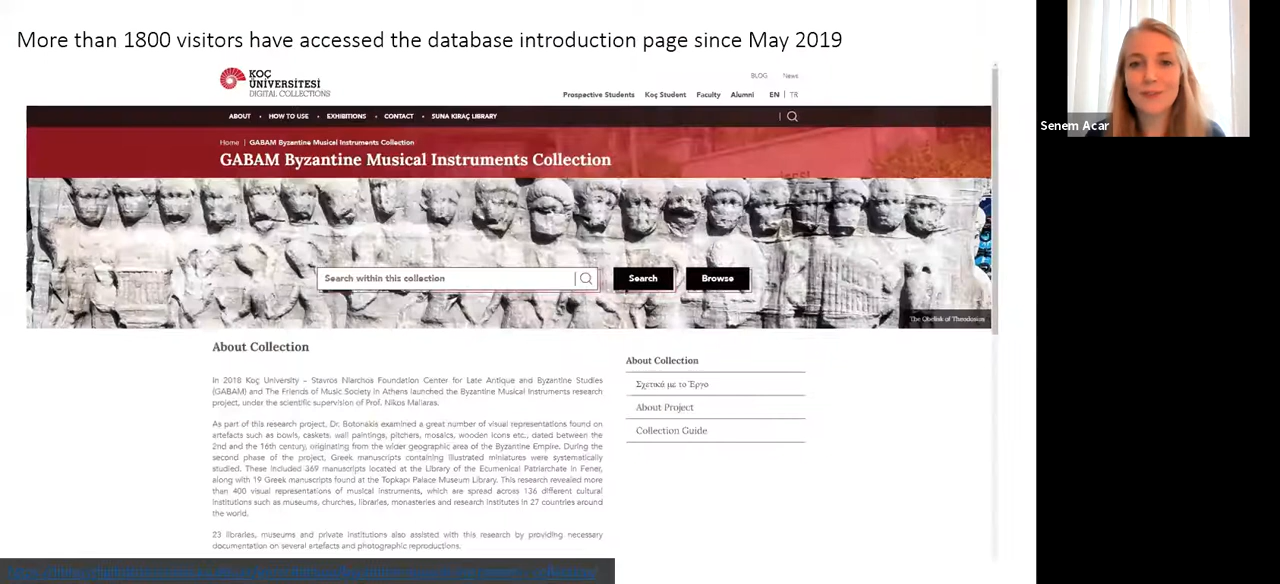 More than 1800 visitors have accessed the database introduction page since May 2019
KOÇ
ÜNİVERSİTESİ
DIGITAL COLLECTIONS
BLOG News
Prospective Students Koç Student Faculty Alumni EN | TR
ABOUT • HOW TO USE • EXHIBITIONS • CONTACT • SUNA KIRAÇ LIBRARY
Home | GABAM Byzantine Musical Instruments Collection
GABAM Byzantine Musical Instruments Collection
Search within this collection Search Browse
The Obelisk of Theodosius
About Collection
In 2018 Koç University – Stavros Niarchos Foundation Center for Late Antique and Byzantine Studies
(GABAM) and The Friends of Music Society in Athens launched the Byzantine Musical Instruments research
project, under the scientific supervision of Prof. Nikos Maliaras.
As part of this research project, Dr. Botonakis examined a great number of visual representations found on
artefacts such as bowls, caskets, wall paintings, pitchers, mosaics, wooden icons etc., dated between the
2nd and the 16th century, originating from the wider geographic area of the Byzantine Empire. During the
second phase of the project, Greek manuscripts containing illustrated miniatures were systematically
studied. These included 369 manuscripts located at the Library of the Ecumenical Patriarchate in Fener,
along with 19 Greek manuscripts found at the Topkapı Palace Museum Library. This research revealed more
than 400 visual representations of musical instruments, which are spread across 136 different cultural
institutions such as museums, churches, libraries, monasteries and research institutes in 27 countries around
the world.
23 libraries, museums and private institutions also assisted with this research by providing necessary
documentation on several artefacts and photographic reproductions.
About Collection
Σχετικά με το Έργο
About Project
Collection Guide
Senem Acar